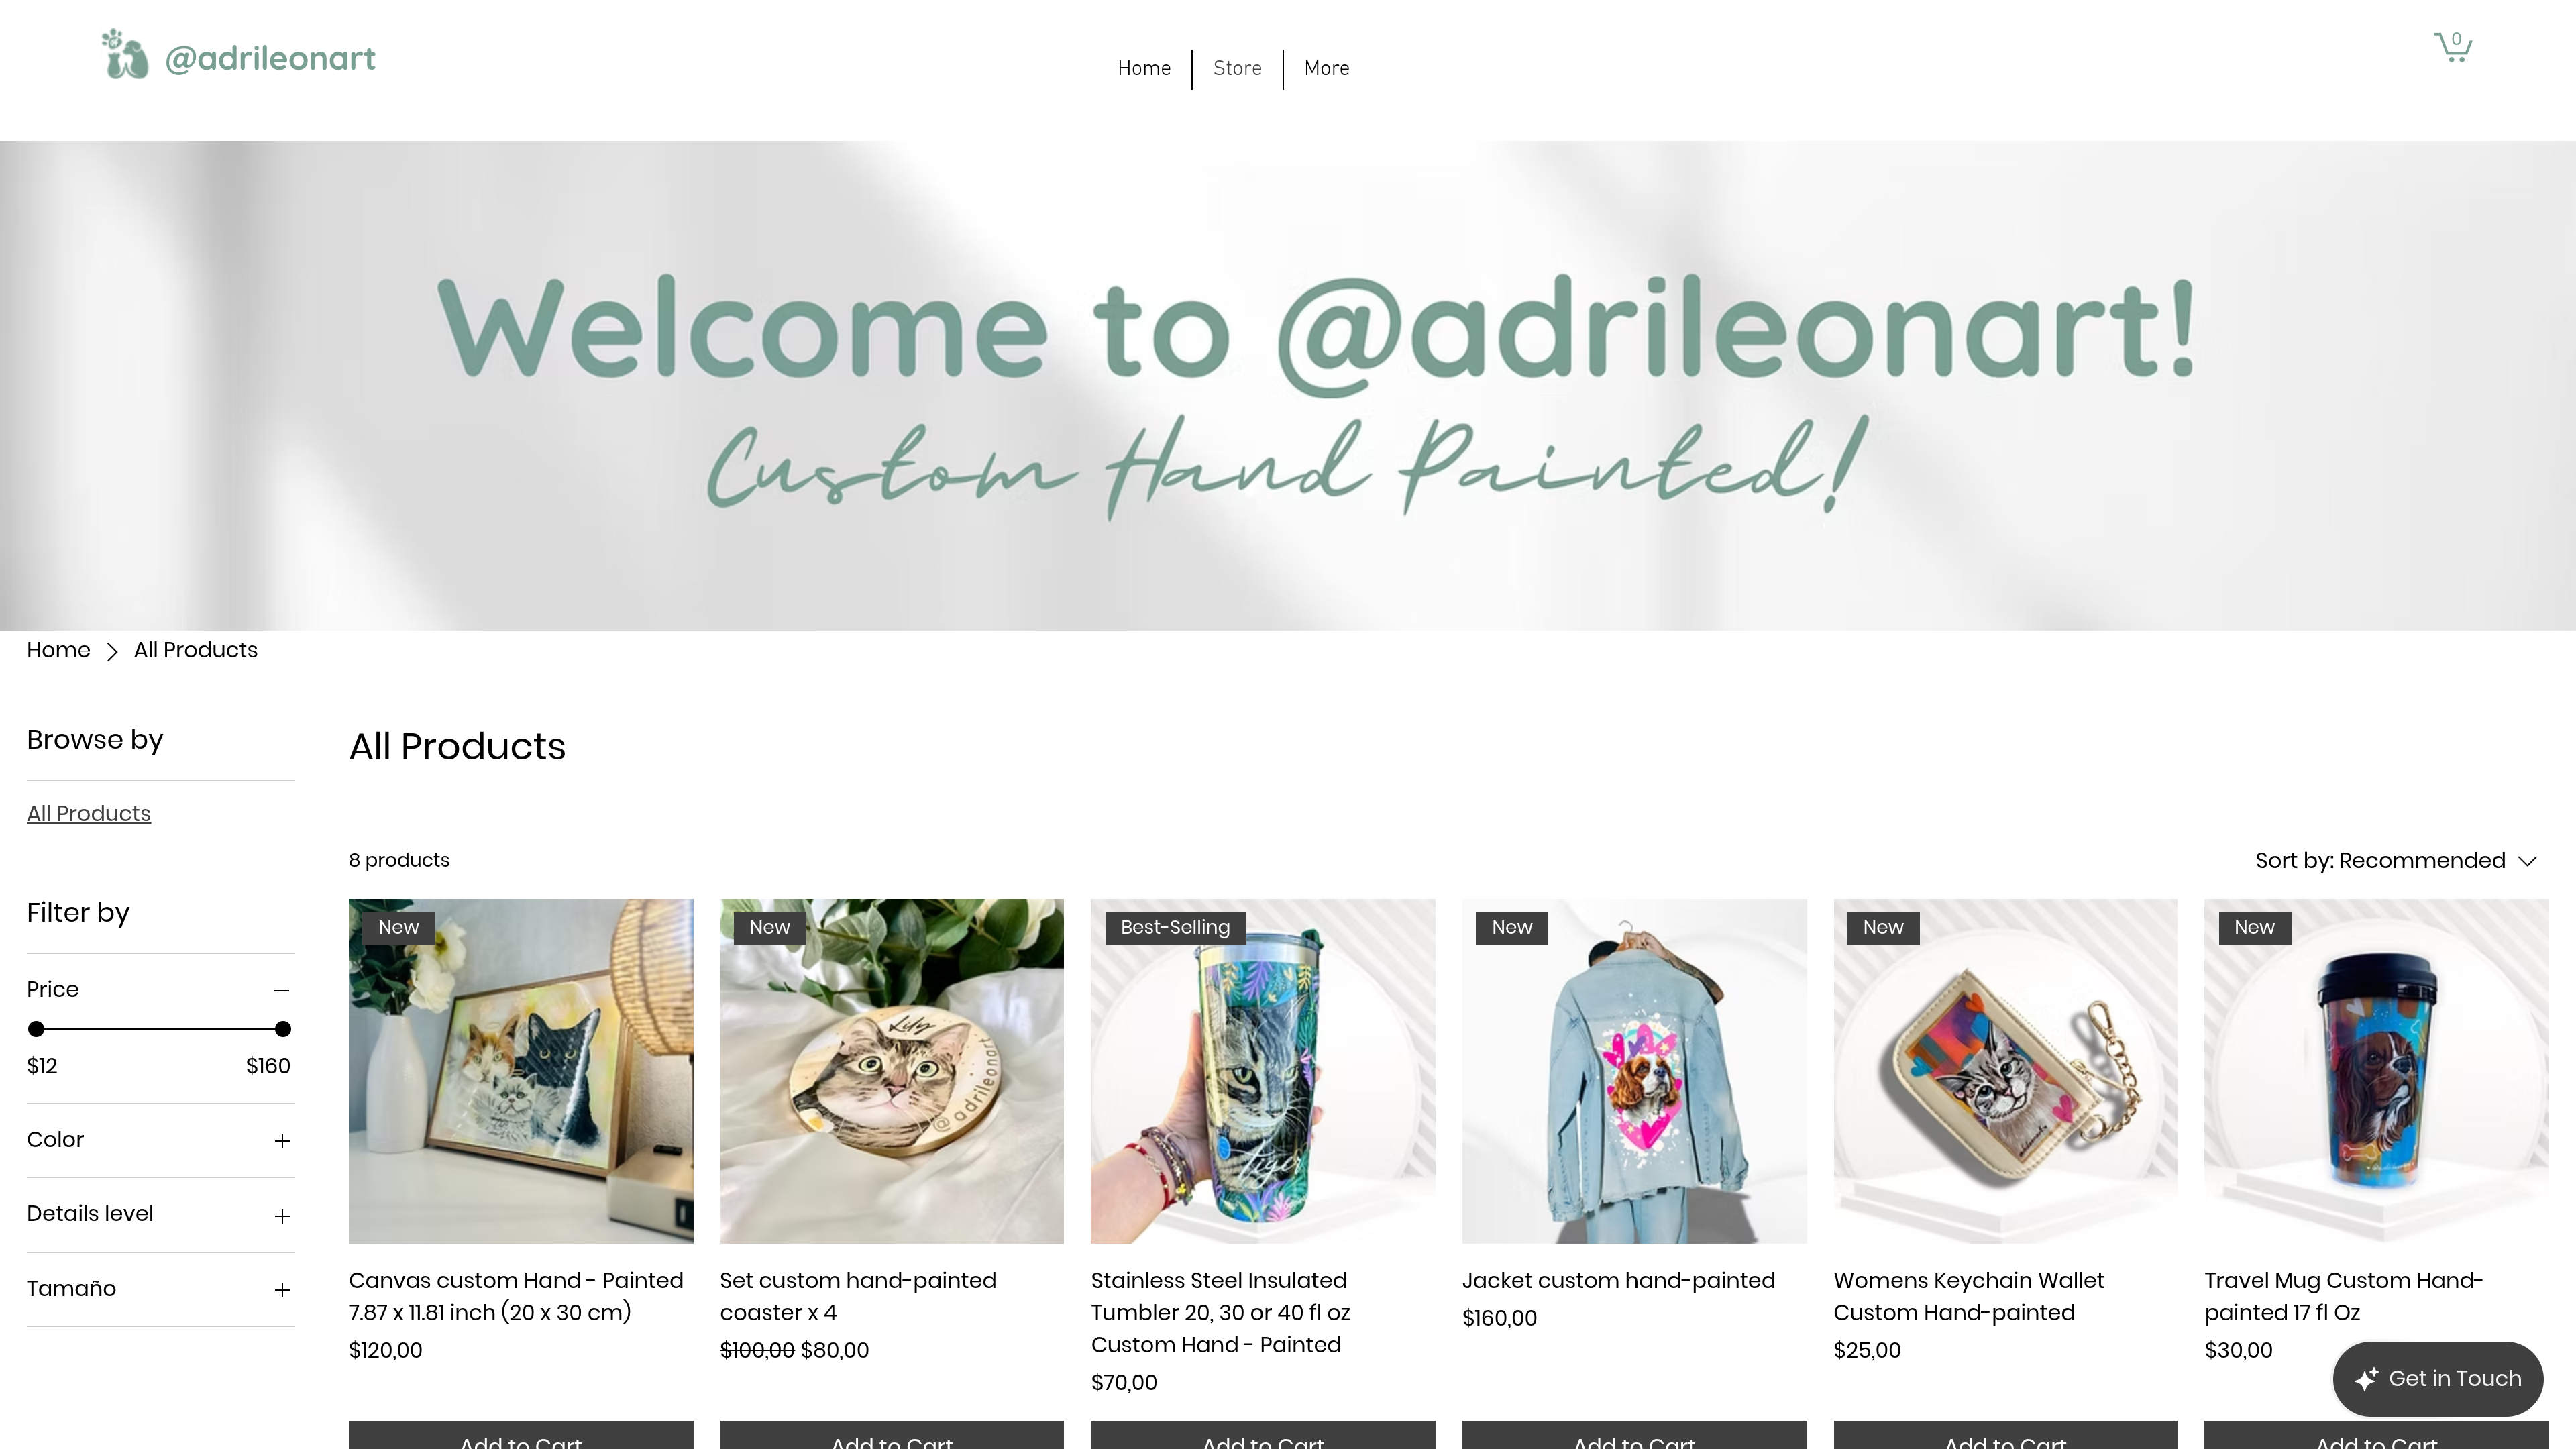 @adrileonart
Home
Store
More
0
Welcome to @adrileonart!
Custom Hand Painted!
Home
All Products
Browse by
All Products
Filter by
Price
$12
$160
Color
Details level
Tamaño
All Products
8 products
Sort by: Recommended
New
Canvas custom Hand - Painted
7.87 x 11.81 inch (20 x 30 cm)
$120,00
Add to Cart
New
Lily
@adrileonart
Set custom hand-painted
coaster x 4
$100,00 $80,00
Add to Cart
Best-Selling
Tiger
Stainless Steel Insulated
Tumbler 20, 30 or 40 fl oz
Custom Hand - Painted
$70,00
Add to Cart
New
Jacket custom hand-painted
$160,00
Add to Cart
New
Womens Keychain Wallet
Custom Hand-painted
$25,00
Add to Cart
New
Travel Mug Custom Hand-
painted 17 fl Oz
$30,00
Add to Cart
Get in Touch